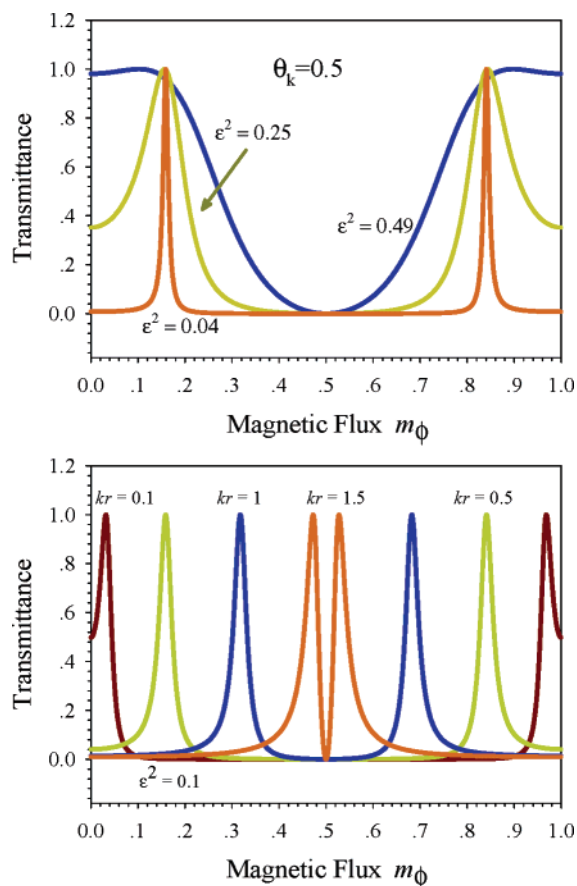 1.2
1.0
.8
.6
.4
.2
0.0
Transmittance
θk=0.5
ε² = 0.25
ε² = 0.49
ε² = 0.04
0.0 .1 .2 .3 .4 .5 .6 .7 .8 .9 1.0
Magnetic Flux mϕ
1.2
1.0
.8
.6
.4
.2
0.0
Transmittance
kr = 0.1 kr = 1 kr = 1.5 kr = 0.5
ε² = 0.1
0.0 .1 .2 .3 .4 .5 .6 .7 .8 .9 1.0
Magnetic Flux mϕ